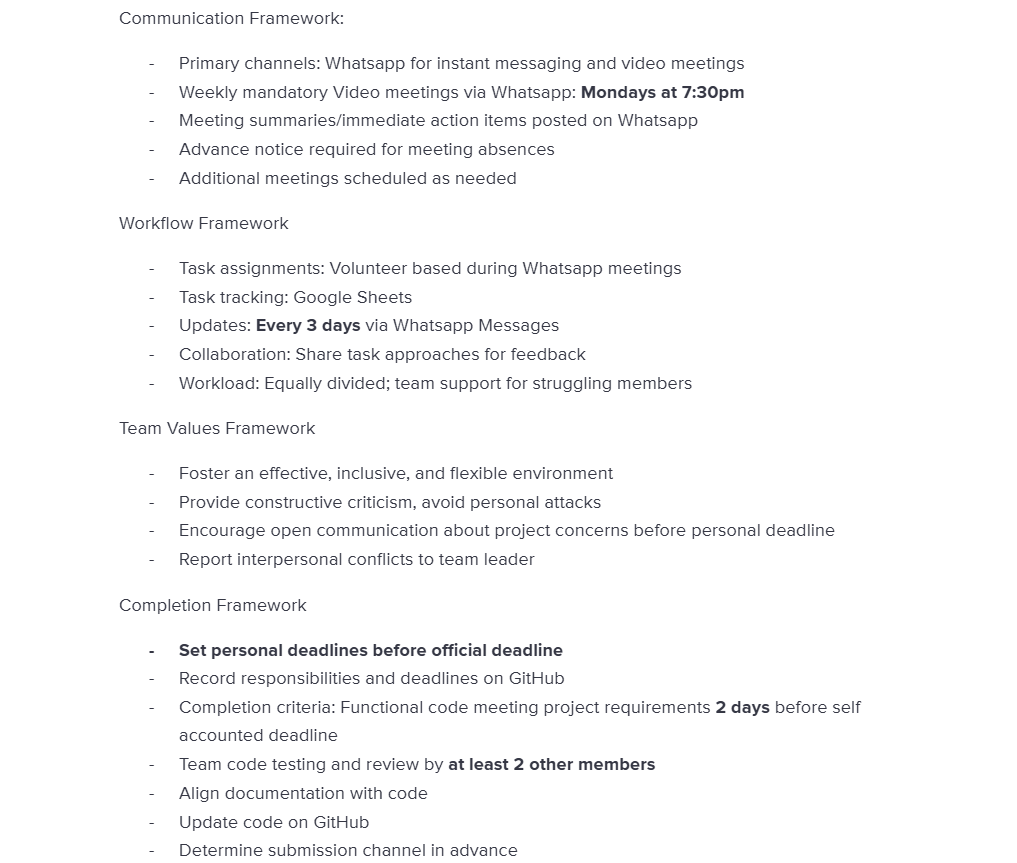 Communication Framework:
- Primary channels: Whatsapp for instant messaging and video meetings
- Weekly mandatory Video meetings via Whatsapp: Mondays at 7:30pm
- Meeting summaries/immediate action items posted on Whatsapp
- Advance notice required for meeting absences
- Additional meetings scheduled as needed
Workflow Framework
- Task assignments: Volunteer based during Whatsapp meetings
- Task tracking: Google Sheets
- Updates: Every 3 days via Whatsapp Messages
- Collaboration: Share task approaches for feedback
- Workload: Equally divided; team support for struggling members
Team Values Framework
- Foster an effective, inclusive, and flexible environment
- Provide constructive criticism, avoid personal attacks
- Encourage open communication about project concerns before personal deadline
- Report interpersonal conflicts to team leader
Completion Framework
- Set personal deadlines before official deadline
- Record responsibilities and deadlines on GitHub
- Completion criteria: Functional code meeting project requirements 2 days before self
accounted deadline
- Team code testing and review by at least 2 other members
- Align documentation with code
- Update code on GitHub
- Determine submission channel in advance